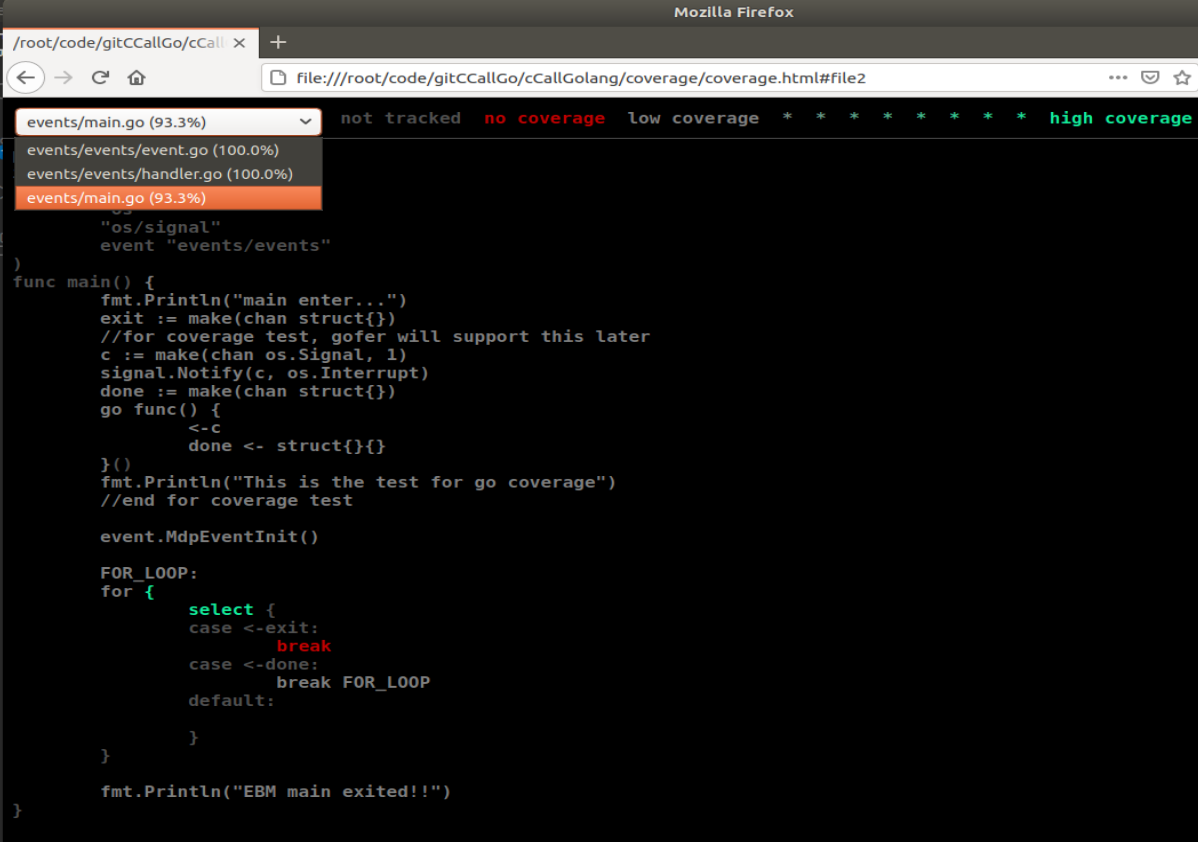 Mozilla Firefox
/root/code/gitCCallGo/cCall
file:///root/code/gitCCallGo/cCallGolang/coverage/coverage.html#file2
events/main.go (93.3%)
not tracked no coverage low coverage * * * * * * * * high coverage
events/events/event.go (100.0%)
events/events/handler.go (100.0%)
events/main.go (93.3%)
"os/signal"
event "events/events"
)
func main() {
fmt.Println("main enter...")
exit := make(chan struct{})
//for coverage test, gofer will support this later
c := make(chan os.Signal, 1)
signal.Notify(c, os.Interrupt)
done := make(chan struct{})
go func() {
<-c
done <- struct{}{}
}()
fmt.Println("This is the test for go coverage")
//end for coverage test
event.MdpEventInit()
FOR_LOOP:
for {
select {
case <-exit:
break
case <-done:
break FOR_LOOP
default:
}
}
fmt.Println("EBM main exited!!")
}